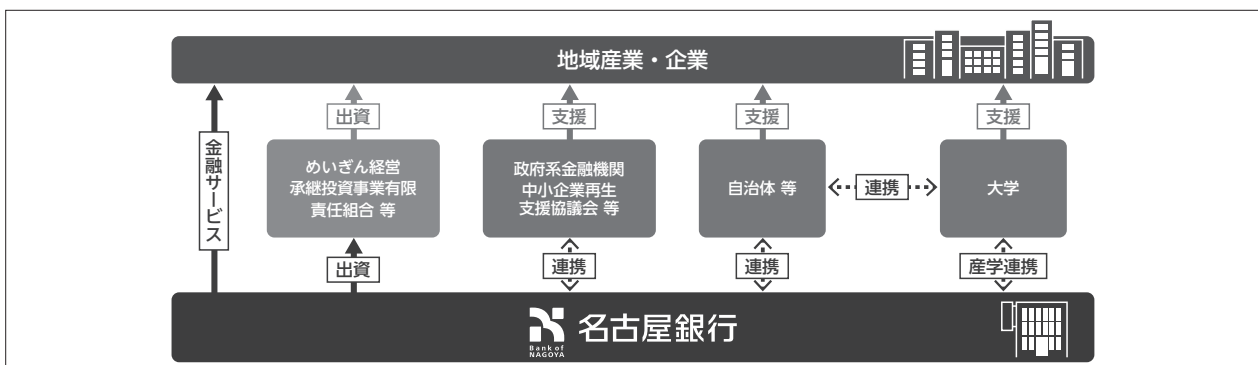 地域産業・企業
出資
支援
支援
支援
金融サービス
めいぎん経営
承継投資事業有限
責任組合 等
政府系金融機関
中小企業再生
支援協議会 等
自治体 等
連携
大学
出資
連携
連携
産学連携
Bank of
NAGOYA
名古屋銀行